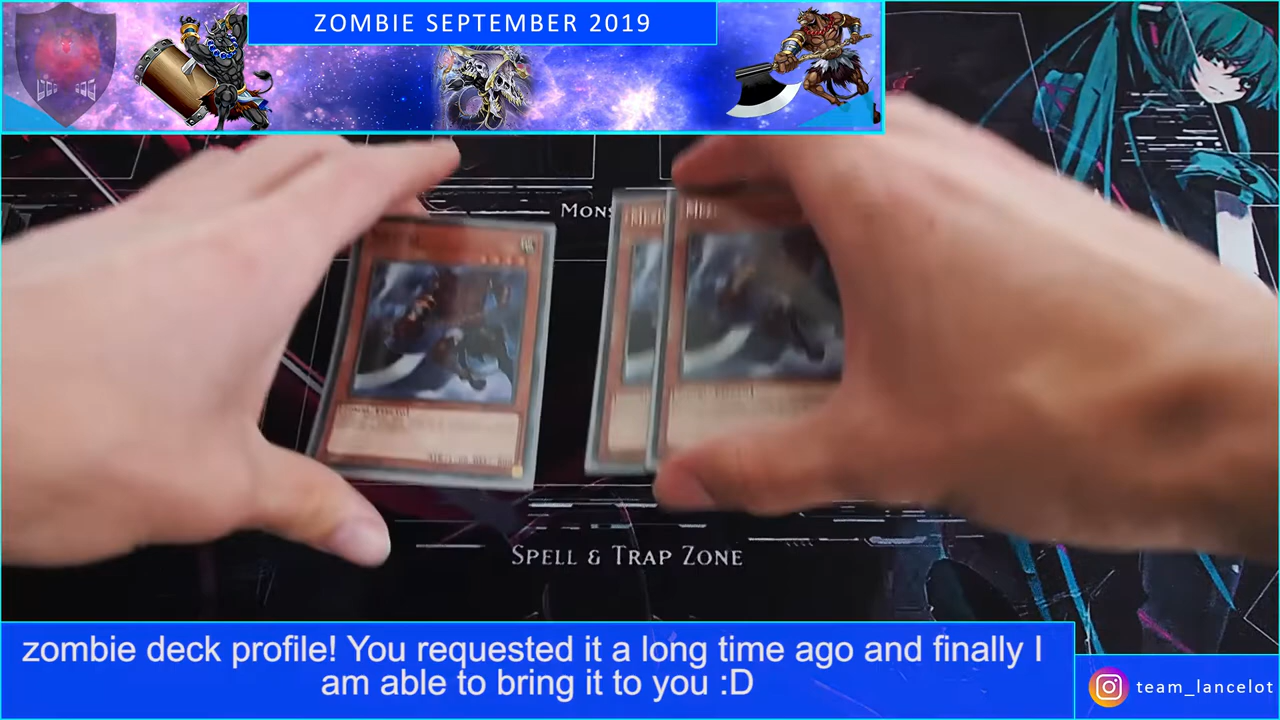 ZOMBIE SEPTEMBER 2019
MONS
SPELL & TRAP ZONE
zombie deck profile! You requested it a long time ago and finally I
am able to bring it to you :D
team_lancelot